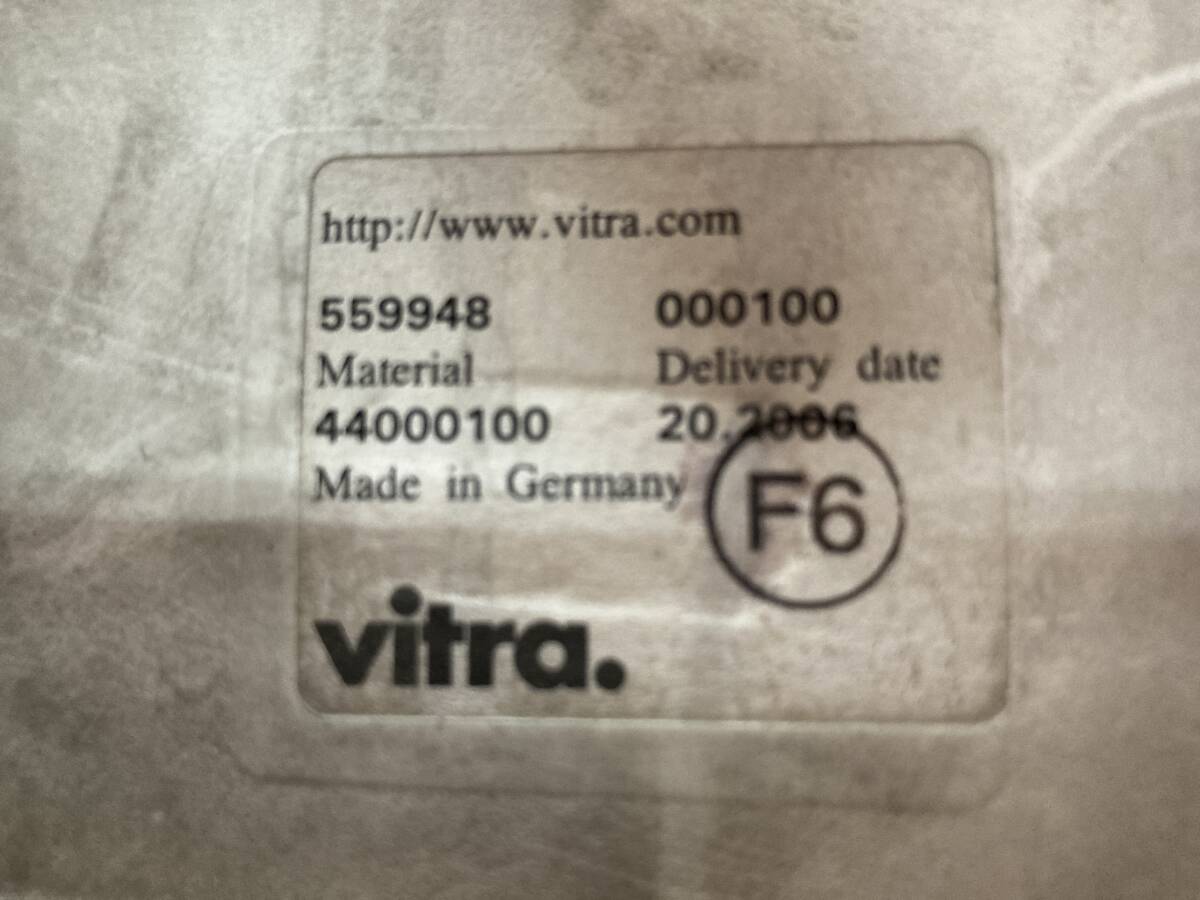 http://www.vitra.com
559948 000100
Material Delivery date
44000100 20.2006
Made in Germany
F6
vitra.